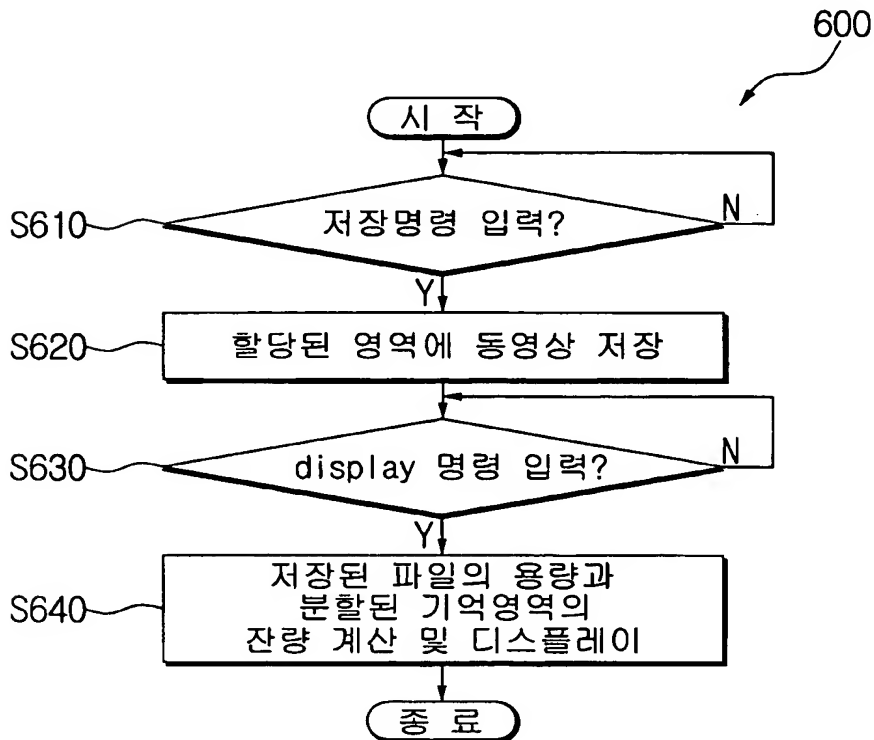 600
시 작
S610
저장명령 입력?
N
Y
S620
할당된 영역에 동영상 저장
S630
display 명령 입력?
N
Y
S640
저장된 파일의 용량과
분할된 기억영역의
잔량 계산 및 디스플레이
종 료